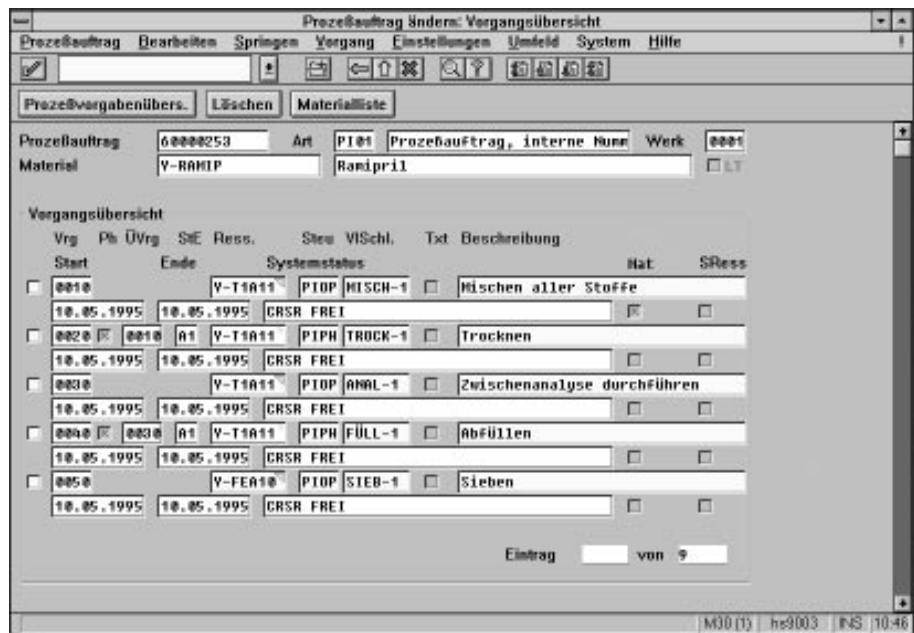 Prozeßauftrag ändern: Vorgangsübersicht
Prozeßauftrag Bearbeiten Springen Vorgang Einstellungen Umfeld System Hilfe
Prozeßvorgabenübers. Löschen Materialliste
Prozeßauftrag 60000253 Art PI01 Prozeßauftrag, interne Numm Werk 0001
Material Y-RAMIP Ramipril LT
Vorgangsübersicht
Vrg Ph ÜVrg StE Ress. Steu VlSchl. Txt Beschreibung
Start Ende Systemstatus Mat SRess
0010 Y-T1A11 PIOP MISCH-1 Mischen aller Stoffe
10.05.1995 10.05.1995 CRSR FREI
0020 0010 A1 Y-T1A11 PIPH TROCK-1 Trocknen
10.05.1995 10.05.1995 CRSR FREI
0030 Y-T1A11 PIOP ANAL-1 Zwischenanalyse durchführen
10.05.1995 10.05.1995 CRSR FREI
0040 0030 A1 Y-T1A11 PIPH FÜLL-1 Abfüllen
10.05.1995 10.05.1995 CRSR FREI
0050 Y-FEA10 PIOP SIEB-1 Sieben
10.05.1995 10.05.1995 CRSR FREI
Eintrag von 9
M30 (1) hs9003 INS 10:46